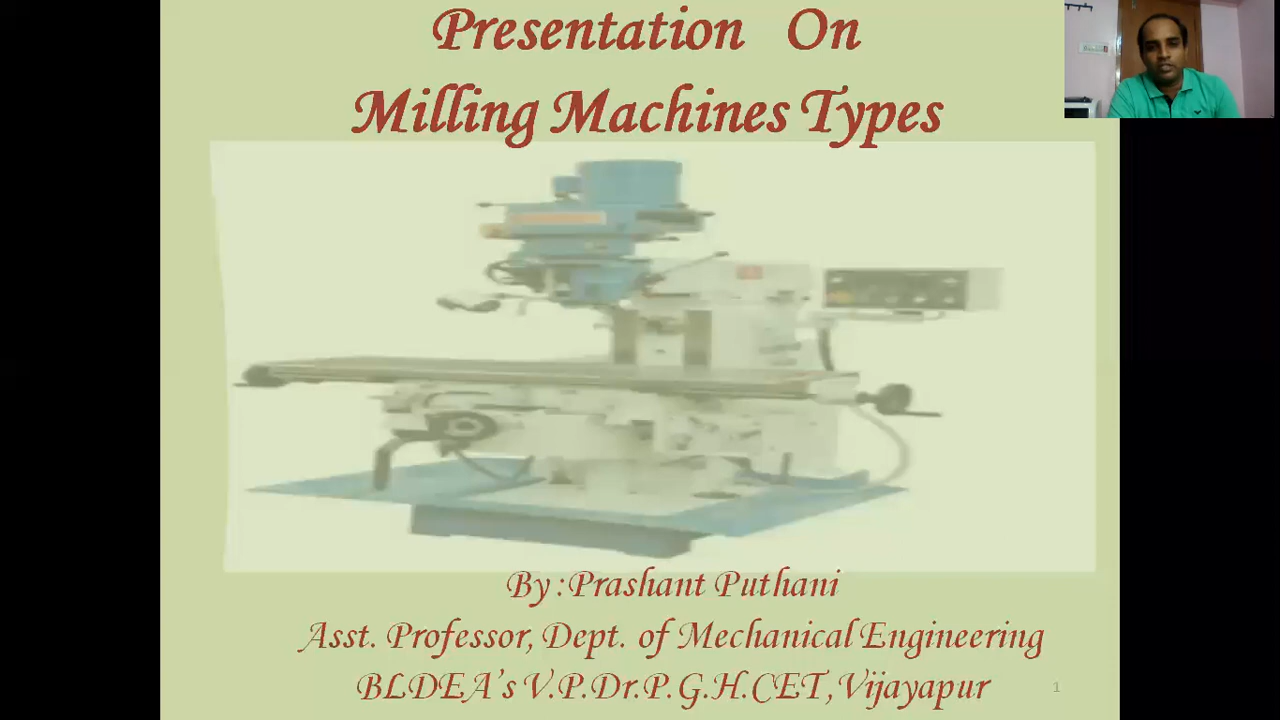 Presentation On
Milling Machines Types
By :Prashant Puthani
Asst. Professor, Dept. of Mechanical Engineering
BLDEA's V.P.Dr.P.G.H.CET,Vijayapur
1